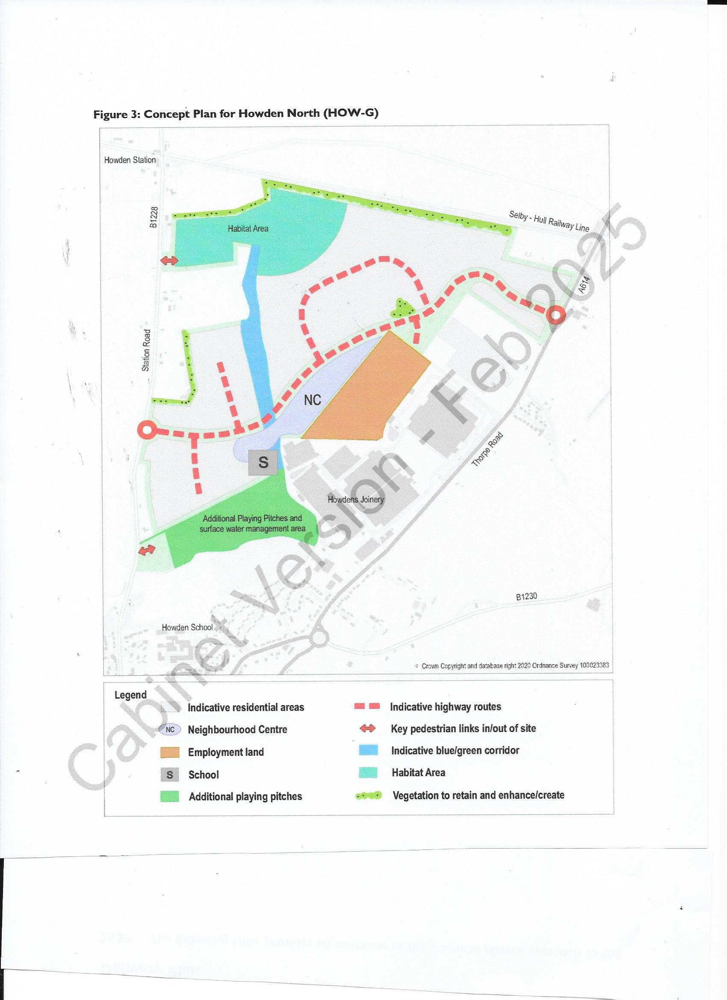 Figure 3: Concept Plan for Howden North (HOW-G)
Howden Station
B1228
Habitat Area
Selby - Hull Railway Line
A614
Station Road
NC
S
Thorpe Road
Howdens Joinery
Additional Playing Pitches and
surface water management area
B1230
Howden School
© Crown Copyright and database right 2020 Ordnance Survey 100023383
Cabinet Version - Feb 2025
Legend
Indicative residential areas
NC Neighbourhood Centre
Employment land
S School
Additional playing pitches
Indicative highway routes
Key pedestrian links in/out of site
Indicative blue/green corridor
Habitat Area
Vegetation to retain and enhance/create